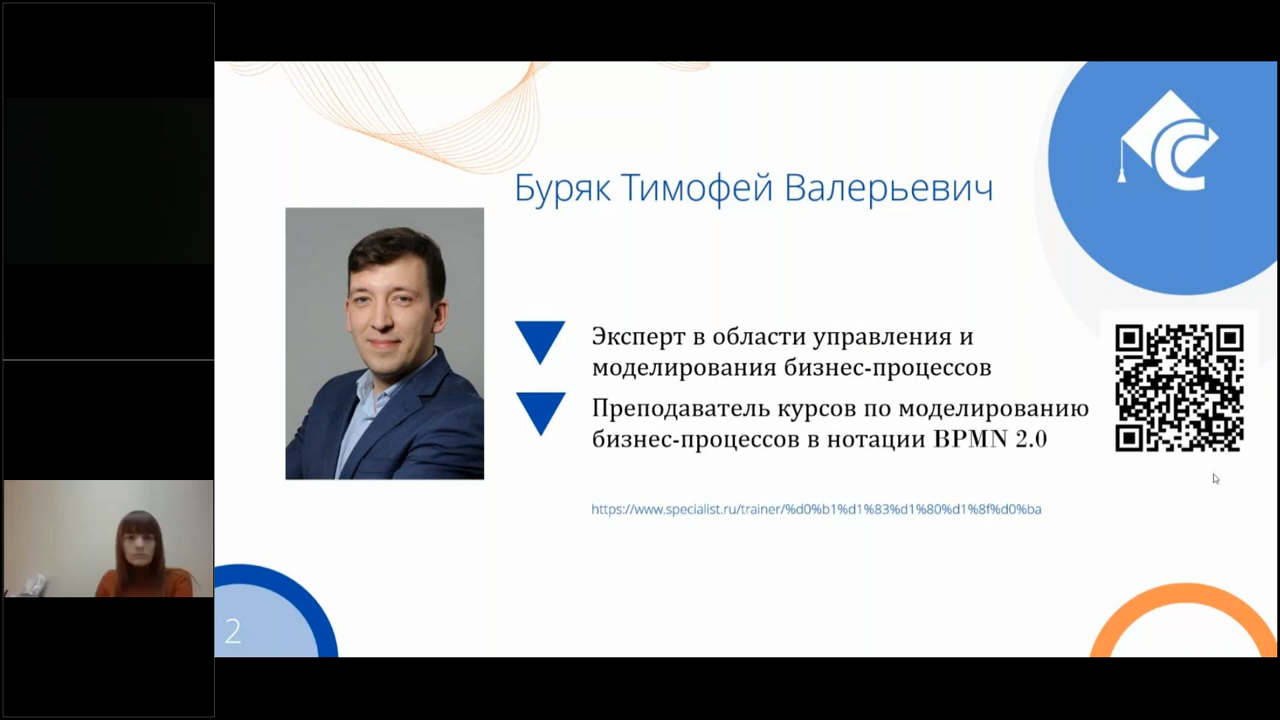 Буряк Тимофей Валерьевич
Эксперт в области управления и
моделирования бизнес-процессов
Преподаватель курсов по моделированию
бизнес-процессов в нотации BPMN 2.0
https://www.specialist.ru/trainer/%d0%b1%d1%83%d1%80%d1%8f%d0%ba
2